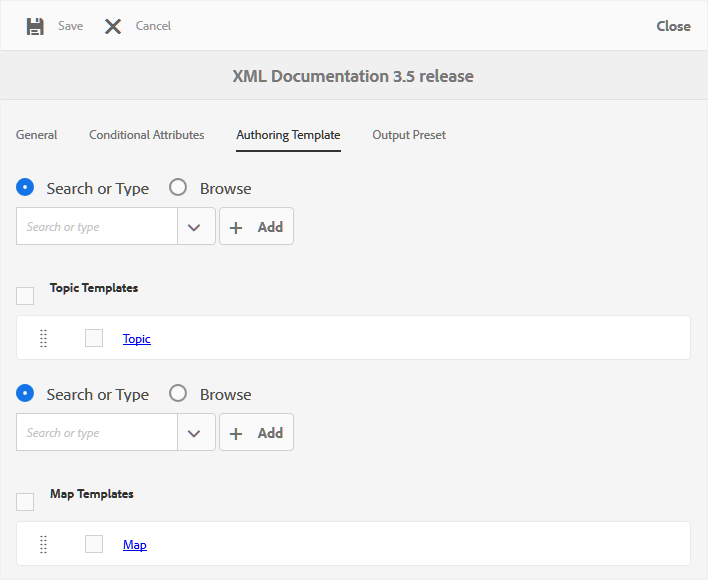 Save Cancel Close
XML Documentation 3.5 release
General Conditional Attributes Authoring Template Output Preset
Search or Type Browse
Search or type Add
Topic Templates
Topic
Search or Type Browse
Search or type Add
Map Templates
Map